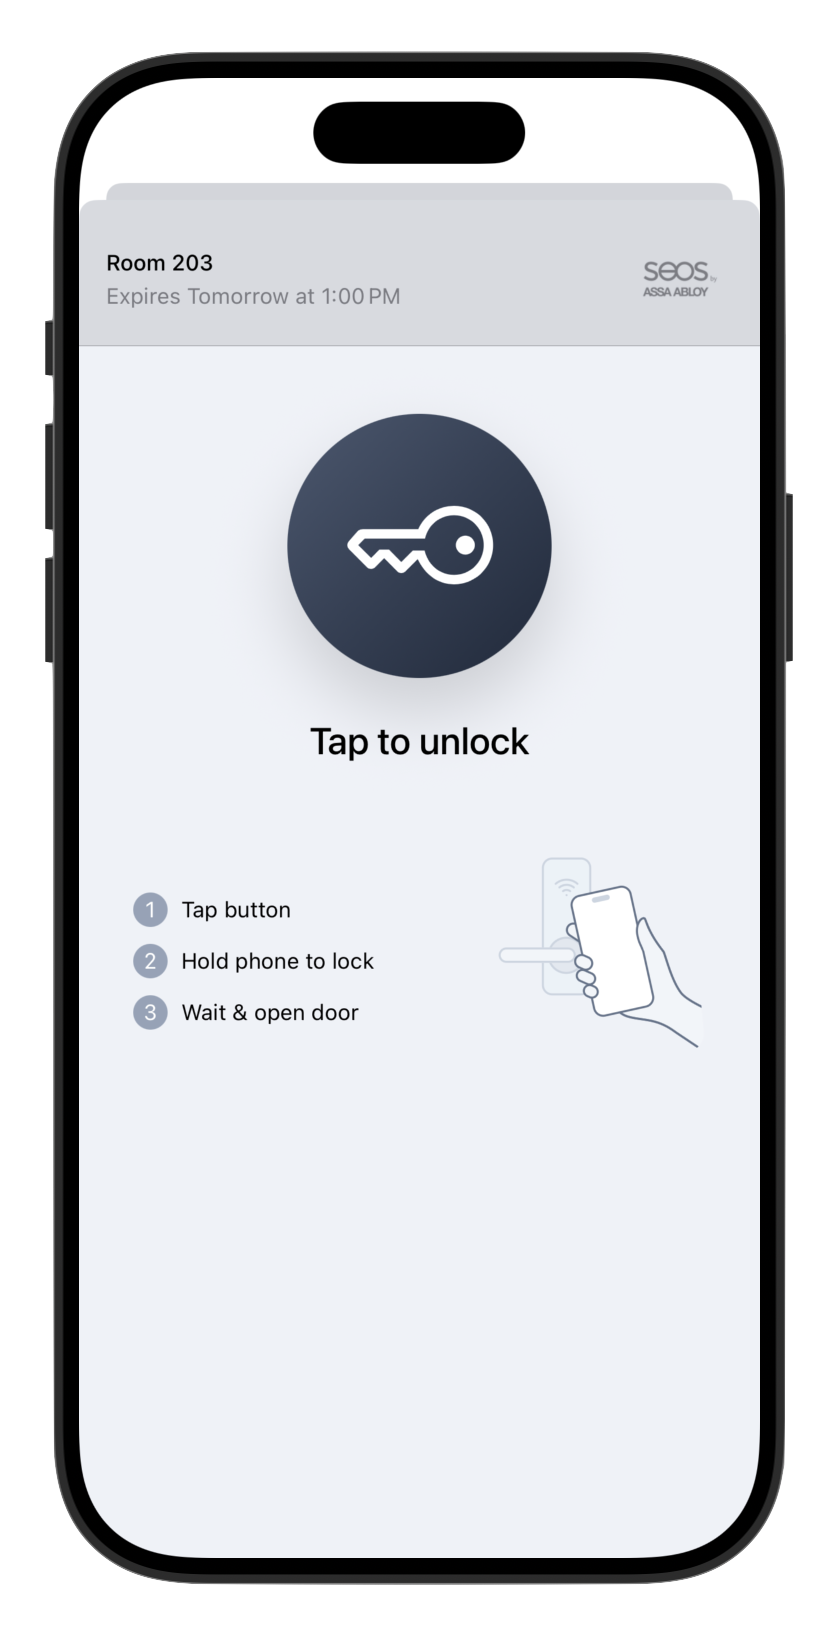 Room 203
Expires Tomorrow at 1:00 PM
seos by
ASSA ABLOY
Tap to unlock
1 Tap button
2 Hold phone to lock
3 Wait & open door